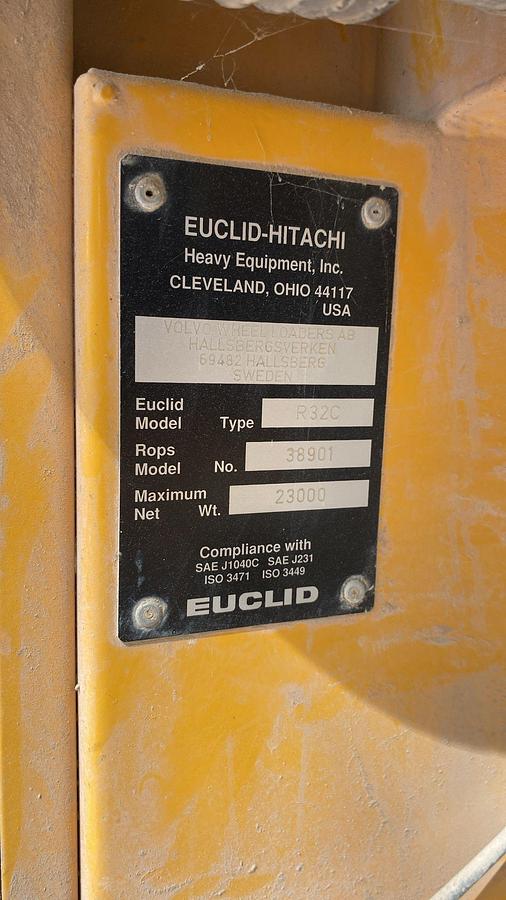 EUCLID-HITACHI
Heavy Equipment, Inc.
CLEVELAND, OHIO 44117
USA
VOLVO WHEEL LOADERS AB
HALLSBERGSVERKEN
69482 HALLSBERG
SWEDEN
Euclid
Model Type R32C
Rops
Model No. 38901
Maximum
Net Wt. 23000
Compliance with
SAE J1040C SAE J231
ISO 3471 ISO 3449
EUCLID